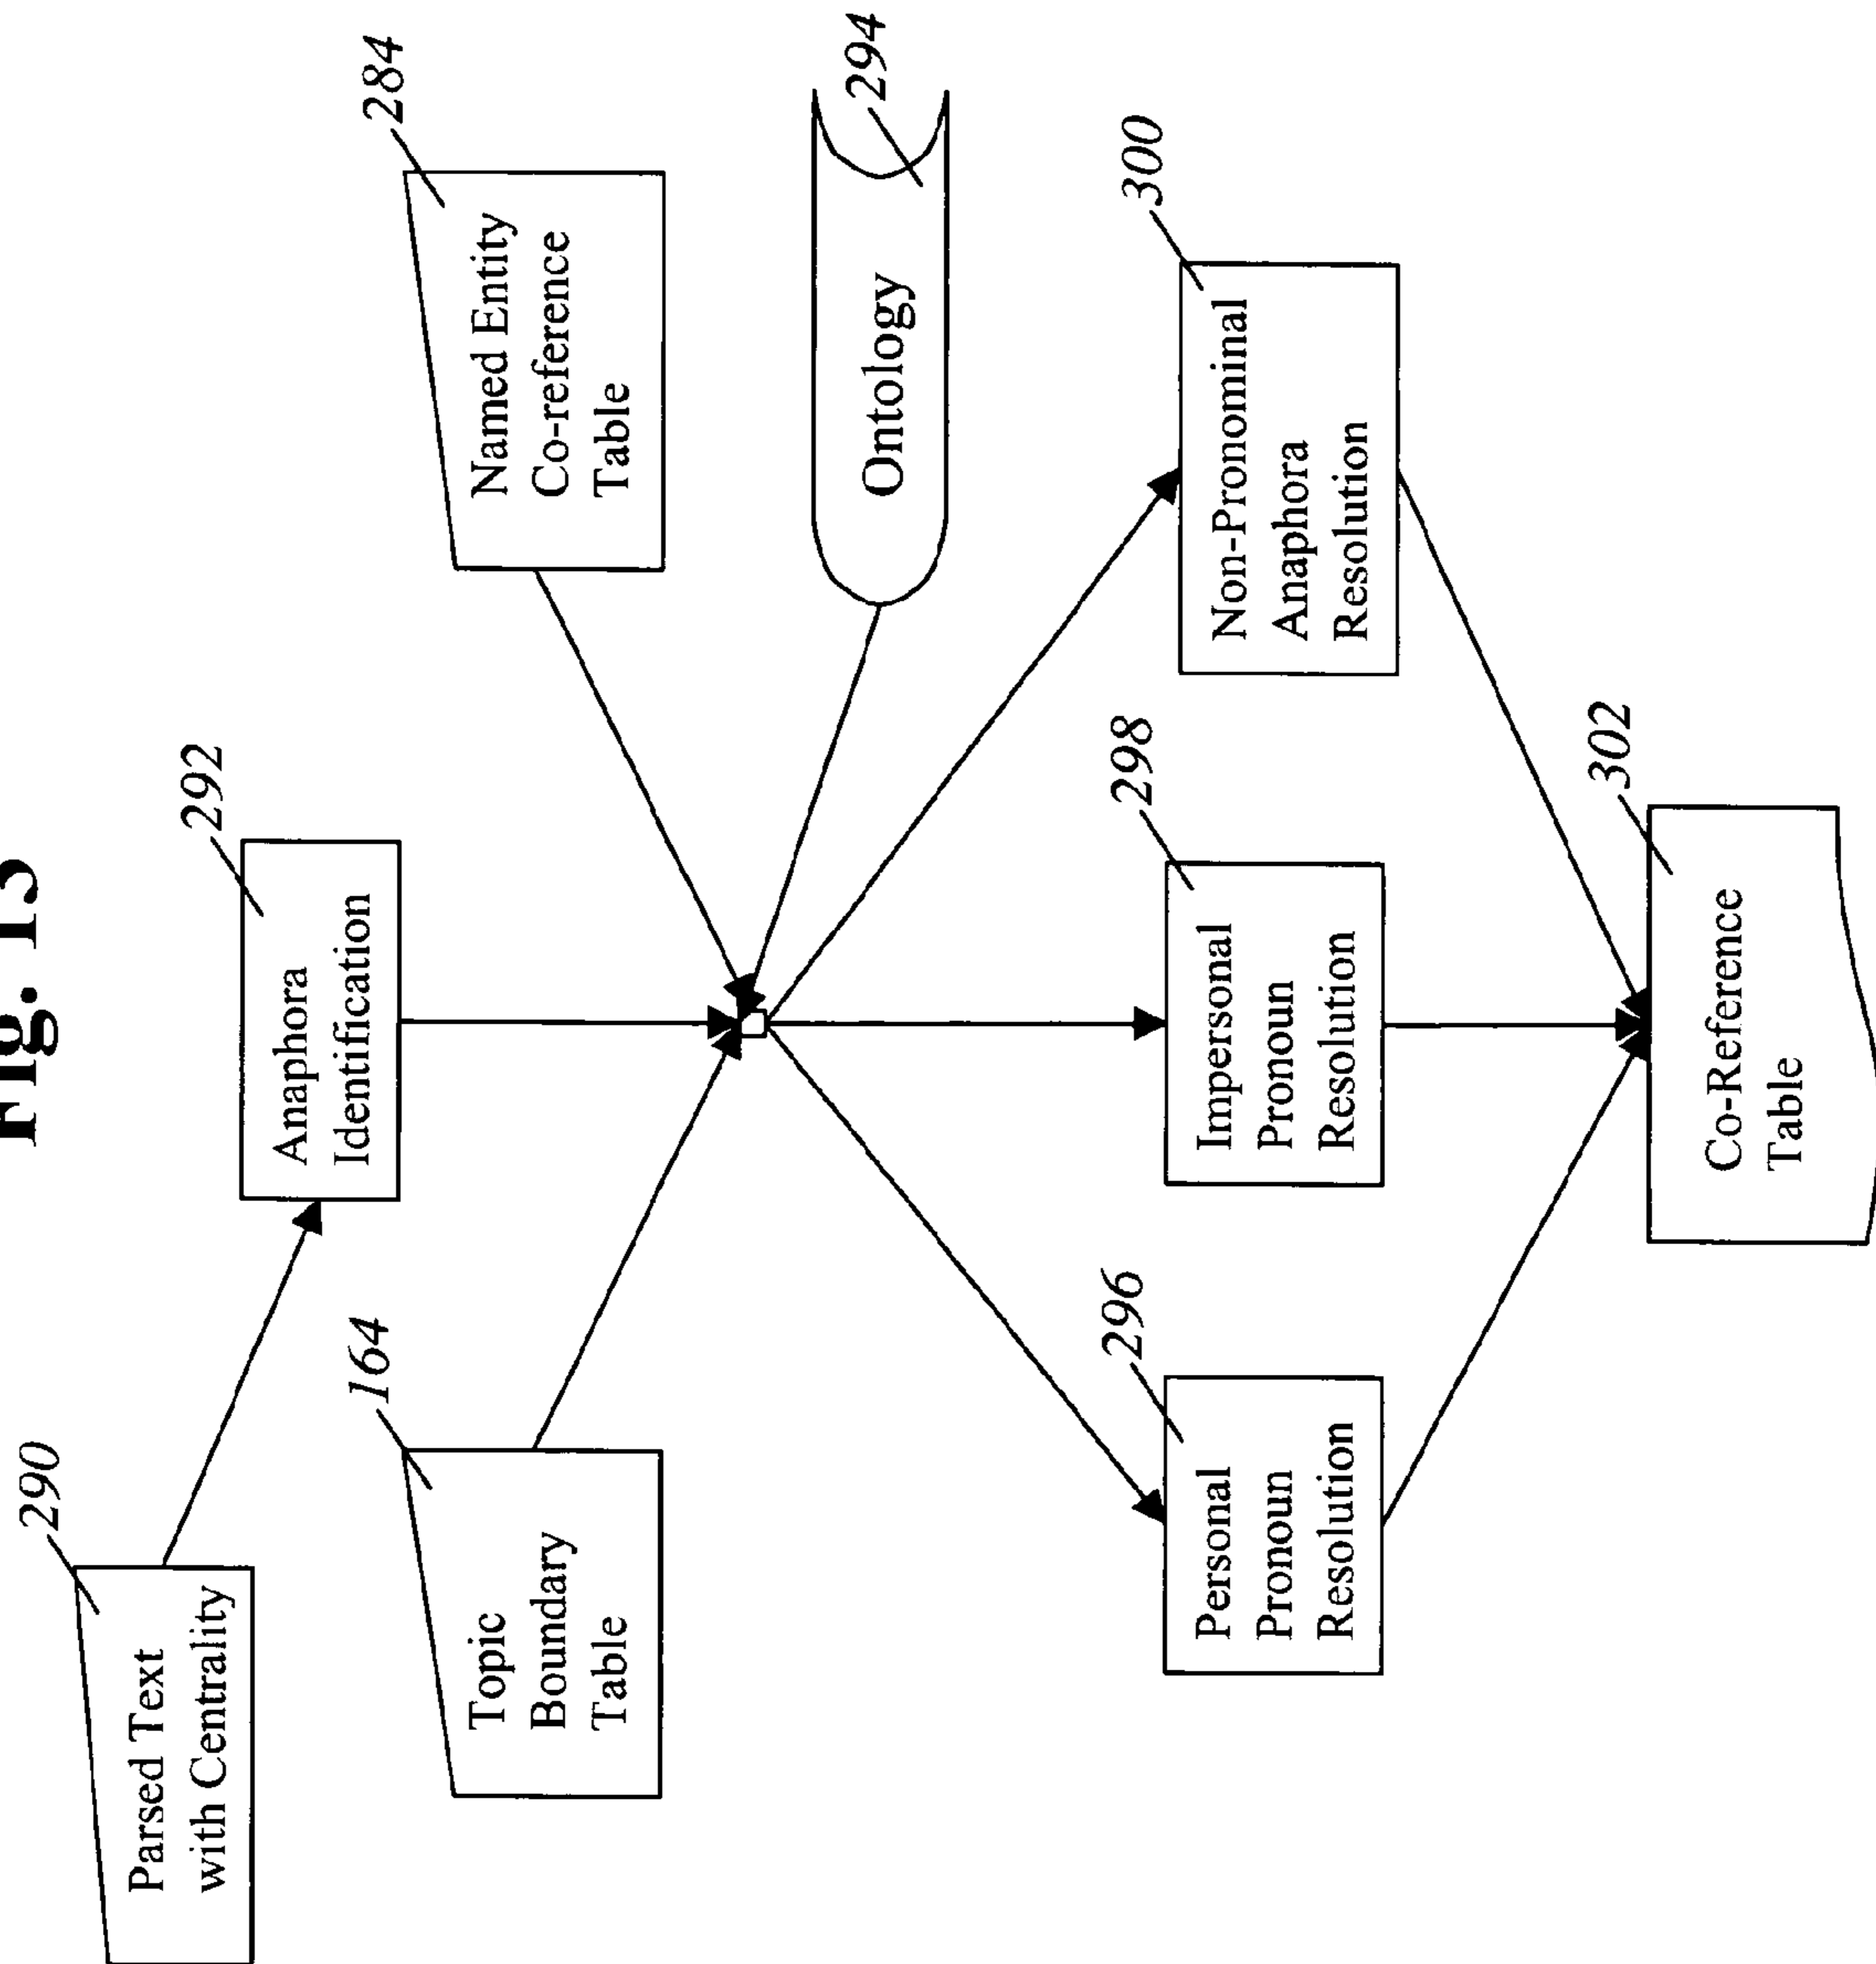 Fig.
290
Parsed Text
with Centrality
292
Anaphora
Identification
164
Topic
Boundary
Table
284
Named Entity
Co-reference
Table
294
Ontology
296
Personal
Pronoun
Resolution
298
Impersonal
Pronoun
Resolution
300
Non-Pronominal
Anaphora
Resolution
302
Co-Reference
Table